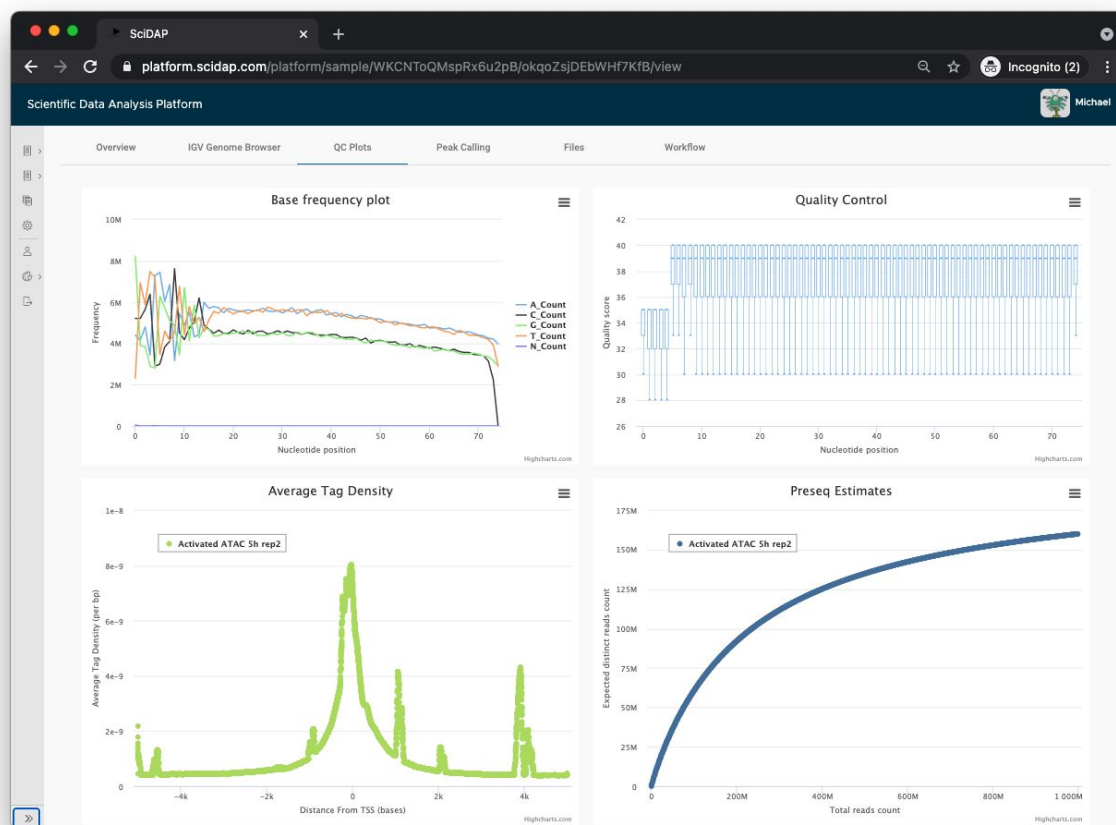 SciDAP
platform.scidap.com/platform/sample/WKCNToQMspRx6u2pB/okqoZsjDEbWHf7KfB/view
Incognito (2)
Scientific Data Analysis Platform
Michael
Overview IGV Genome Browser QC Plots Peak Calling Files Workflow
Base frequency plot
10M
8M
6M
4M
2M
0
Frequency
A_Count
C_Count
G_Count
T_Count
N_Count
0 10 20 30 40 50 60 70
Nucleotide position
Highcharts.com
Quality Control
42
40
38
36
34
32
30
28
26
Quality score
0 10 20 30 40 50 60 70
Nucleotide position
Highcharts.com
Average Tag Density
1e-8
8e-9
6e-9
4e-9
2e-9
0
Average Tag Density (per bp)
Activated ATAC 5h rep2
-4k -2k 0 2k 4k
Distance From TSS (bases)
Highcharts.com
Preseq Estimates
175M
150M
125M
100M
75M
50M
25M
0
Expected distinct reads count
Activated ATAC 5h rep2
0 200M 400M 600M 800M 1 000M
Total reads count
Highcharts.com